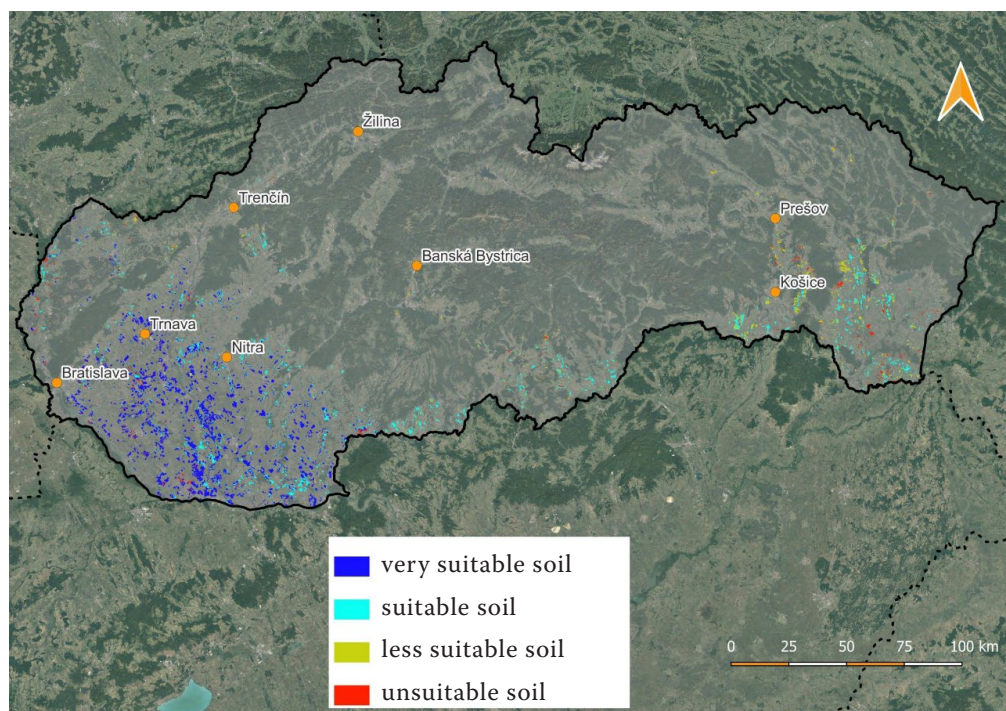 Žilina
Trenčín
Prešov
Banská Bystrica
Košice
Trnava
Nitra
Bratislava
very suitable soil
suitable soil
less suitable soil
unsuitable soil
0 25 50 75 100 km